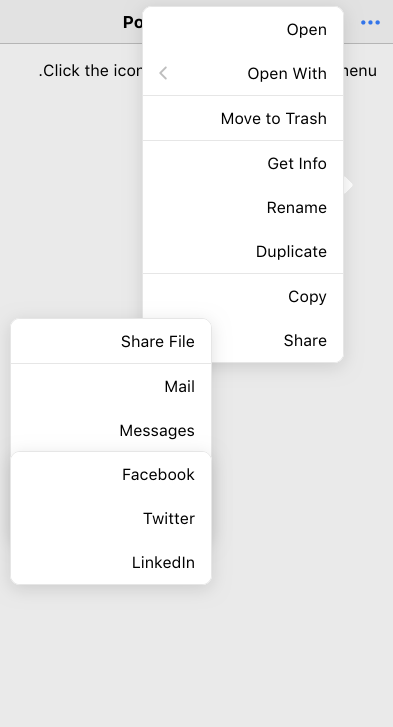 Po
.Click the icon
enu
Open
Open With
Move to Trash
Get Info
Rename
Duplicate
Copy
Share
Share File
Mail
Messages
Facebook
Twitter
LinkedIn